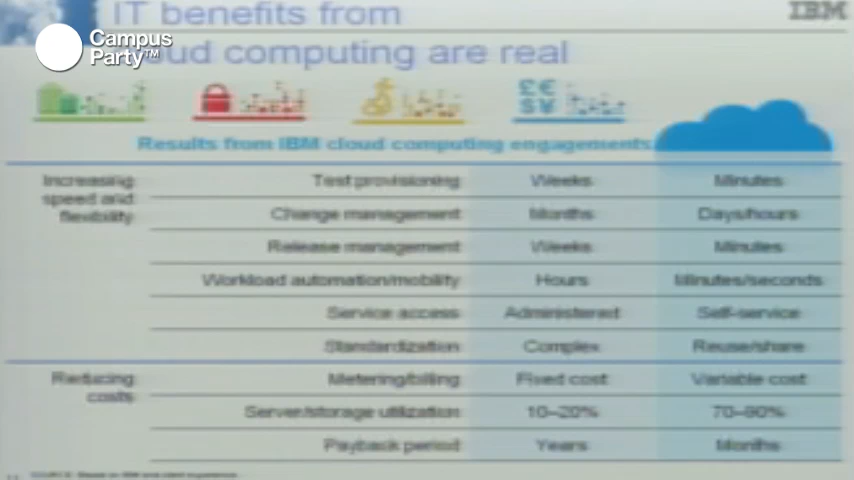 IT benefits from
IBM
Campus
Party™
cloud computing are real
Results from IBM cloud computing engagements
Increasing
speed and
flexibility
Test provisioning Weeks Minutes
Change management Months Days/hours
Release management Weeks Minutes
Workload automation/mobility Hours Minutes/seconds
Service access Administered Self-service
Standardization Complex Reuse/share
Reducing
costs
Metering/billing Fixed cost Variable cost
Server/storage utilization 10–20% 70–90%
Payback period Years Months